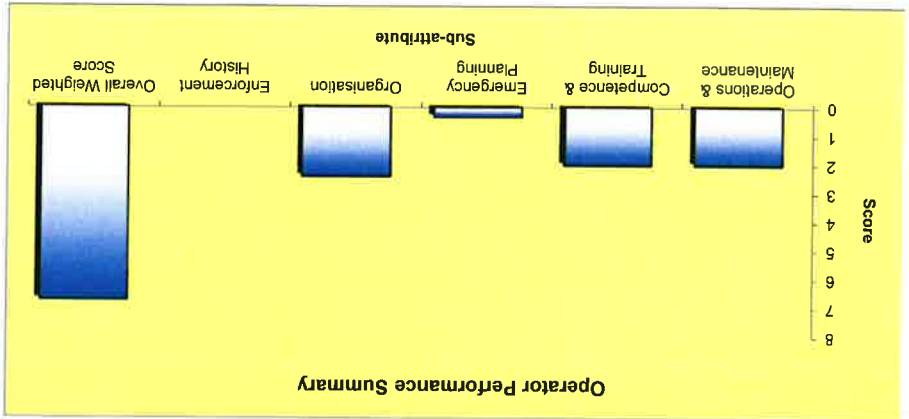 Operator Performance Summary
Score
8
7
6
5
4
3
2
1
0
Operations &
Maintenance
Competence &
Training
Emergency
Planning
Organisation
Enforcement
History
Overall Weighted
Score
Sub-attribute